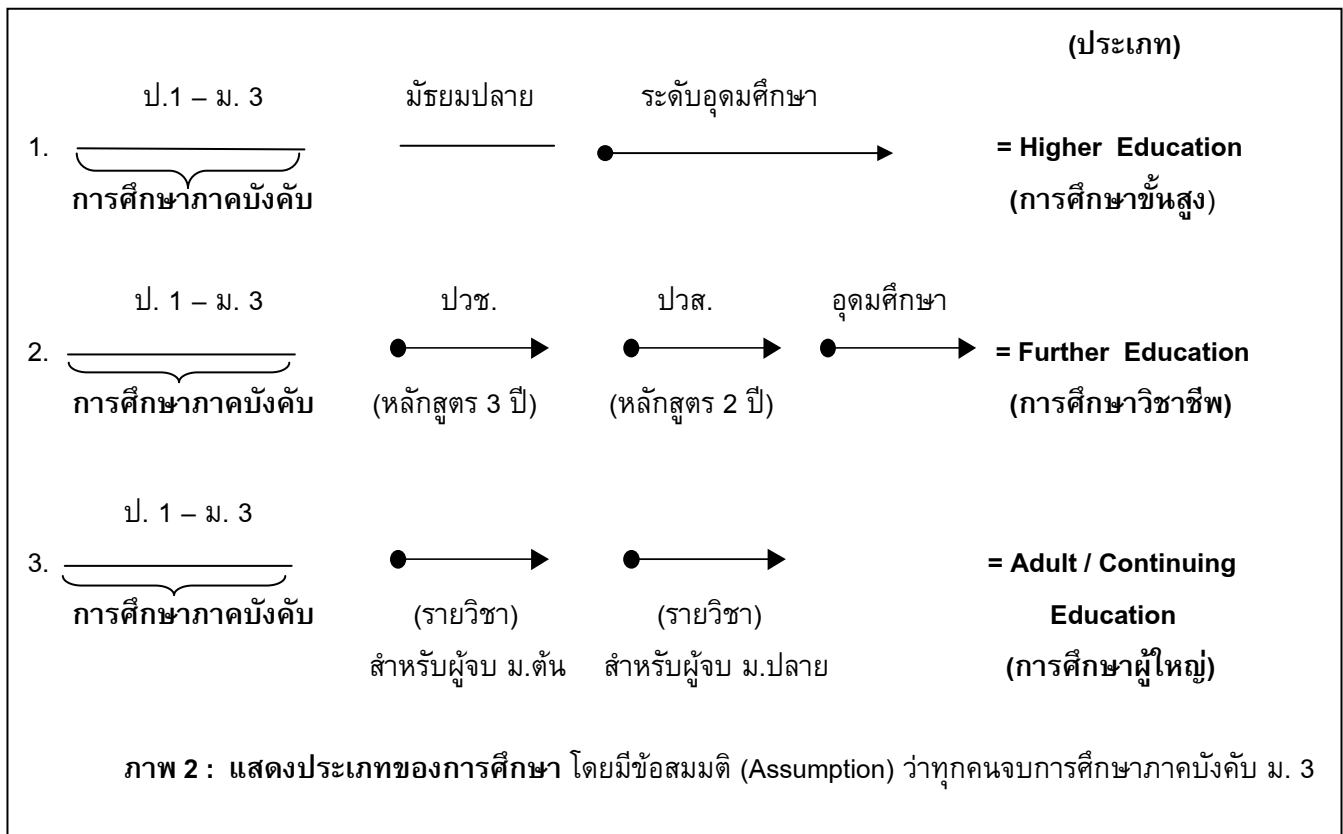 (ประเภท)
ป.1 – ม. 3 มัธยมปลาย ระดับอุดมศึกษา
1. = Higher Education
การศึกษาภาคบังคับ (การศึกษาขั้นสูง)
ป. 1 – ม. 3 ปวช. ปวส. อุดมศึกษา
2. = Further Education
การศึกษาภาคบังคับ (หลักสูตร 3 ปี) (หลักสูตร 2 ปี) (การศึกษาวิชาชีพ)
ป. 1 – ม. 3
3. = Adult / Continuing
การศึกษาภาคบังคับ (รายวิชา) (รายวิชา) Education
สำหรับผู้จบ ม.ต้น สำหรับผู้จบ ม.ปลาย (การศึกษาผู้ใหญ่)
ภาพ 2 : แสดงประเภทของการศึกษา โดยมีข้อสมมติ (Assumption) ว่าทุกคนจบการศึกษาภาคบังคับ ม. 3